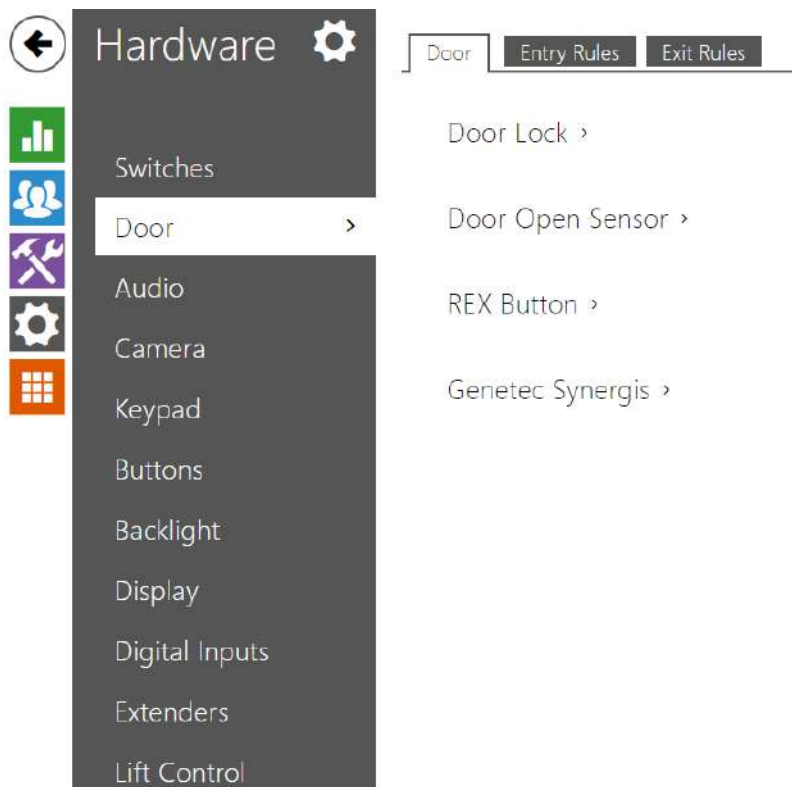 Hardware
Switches
Door
Audio
Camera
Keypad
Buttons
Backlight
Display
Digital Inputs
Extenders
Lift Control
Door Entry Rules Exit Rules
Door Lock ›
Door Open Sensor ›
REX Button ›
Genetec Synergis ›